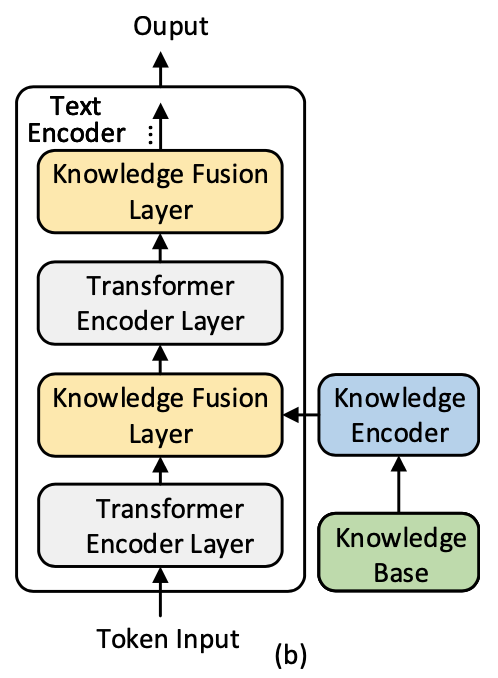 Ouput
Text
Encoder
Knowledge Fusion
Layer
Transformer
Encoder Layer
Knowledge Fusion
Layer
Knowledge
Encoder
Transformer
Encoder Layer
Knowledge
Base
Token Input
(b)